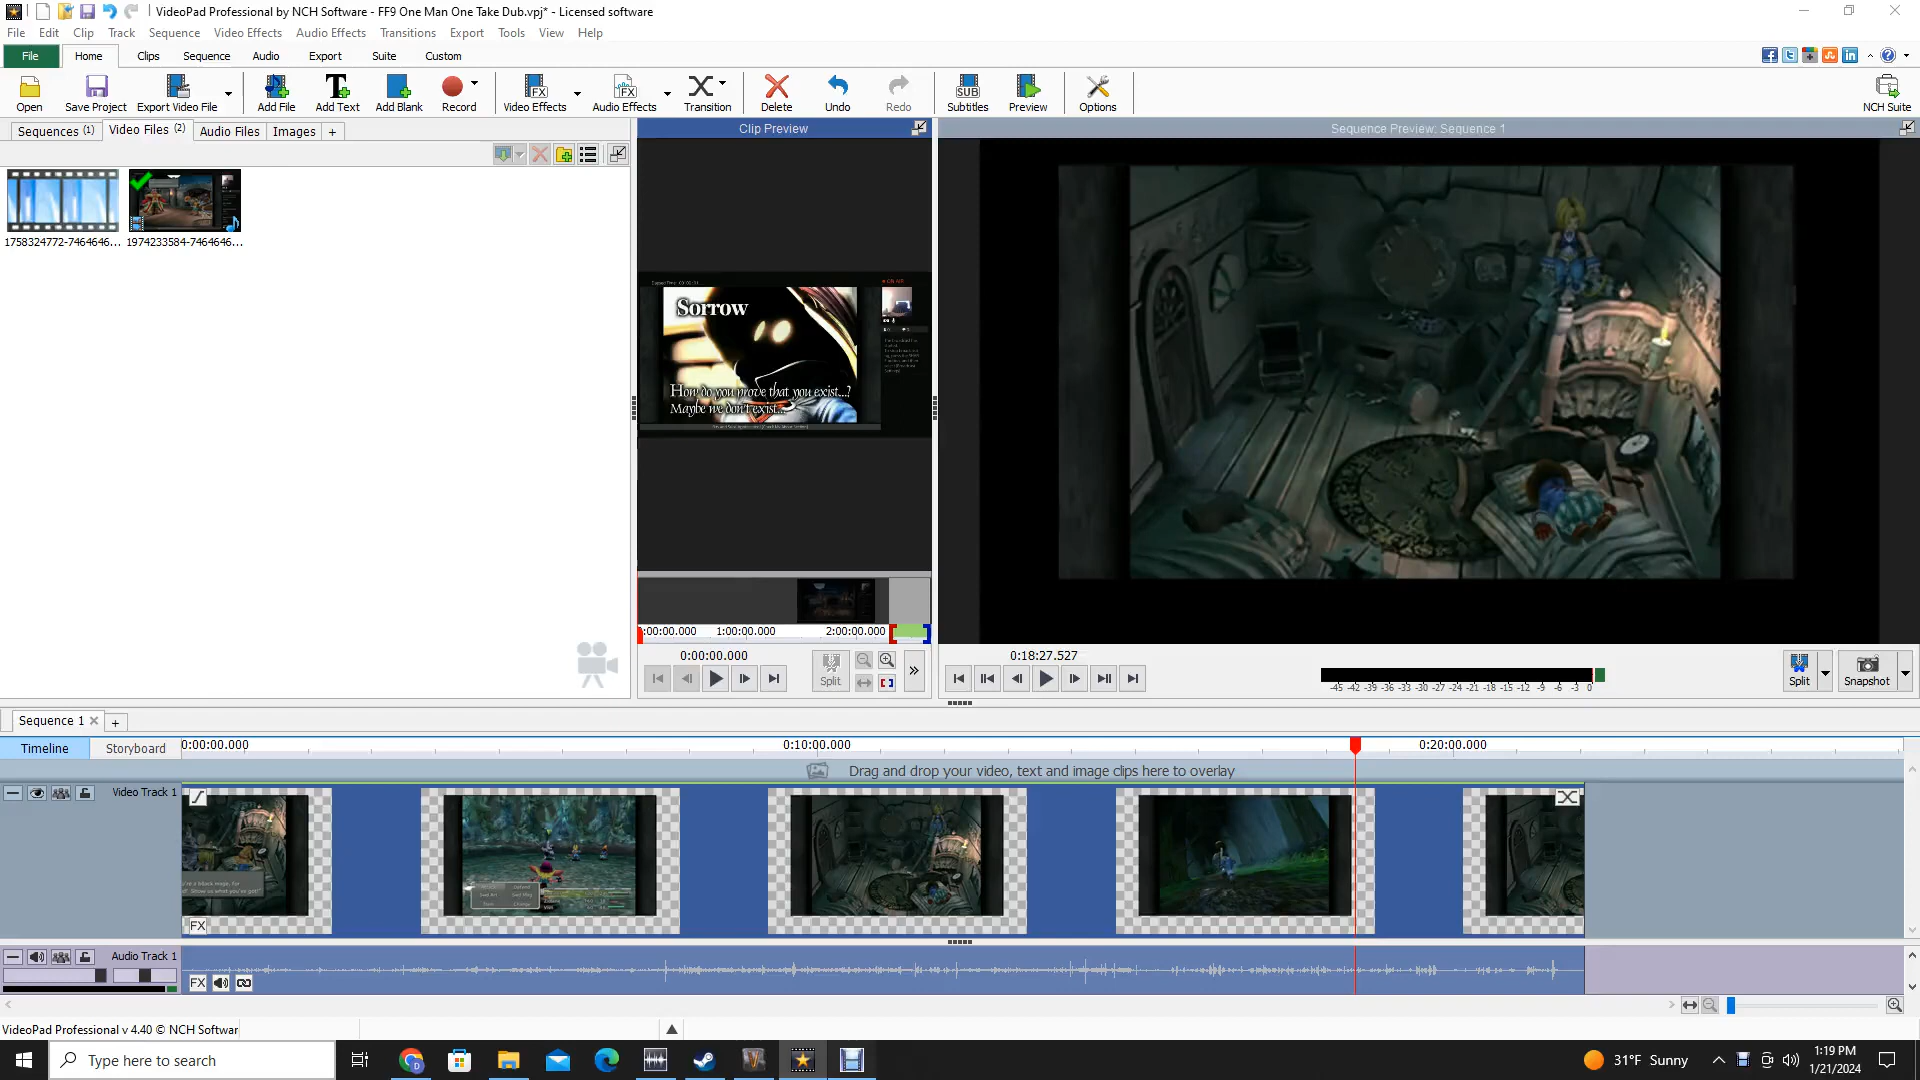 VideoPad Professional by NCH Software - FF9 One Man One Take Dub.vpj* - Licensed software
File Edit Clip Track Sequence Video Effects Audio Effects Transitions Export Tools View Help
File Home Clips Sequence Audio Export Suite Custom
Open Save Project Export Video File Add File Add Text Add Blank Record Video Effects Audio Effects Transition Delete Undo Redo Subtitles Preview Options NCH Suite
Sequences (1) Video Files (2) Audio Files Images +
Clip Preview
Sequence Preview: Sequence 1
1758324772-7464646... 1974233584-7464646...
Sorrow
How do you prove that you exist...?
Maybe we don't exist...
0:00:00.000 1:00:00.000 2:00:00.000
0:00:00.000
Split
0:18:27.527
-45 -42 -39 -36 -33 -30 -27 -24 -21 -18 -15 -12 -9 -6 -3 0
Split Snapshot
Sequence 1
Timeline Storyboard 0:00:00.000 0:10:00.000 0:20:00.000
Drag and drop your video, text and image clips here to overlay
Video Track 1
FX
Audio Track 1
FX
VideoPad Professional v 4.40 © NCH Softwar
Type here to search
31°F Sunny
1:19 PM
1/21/2024